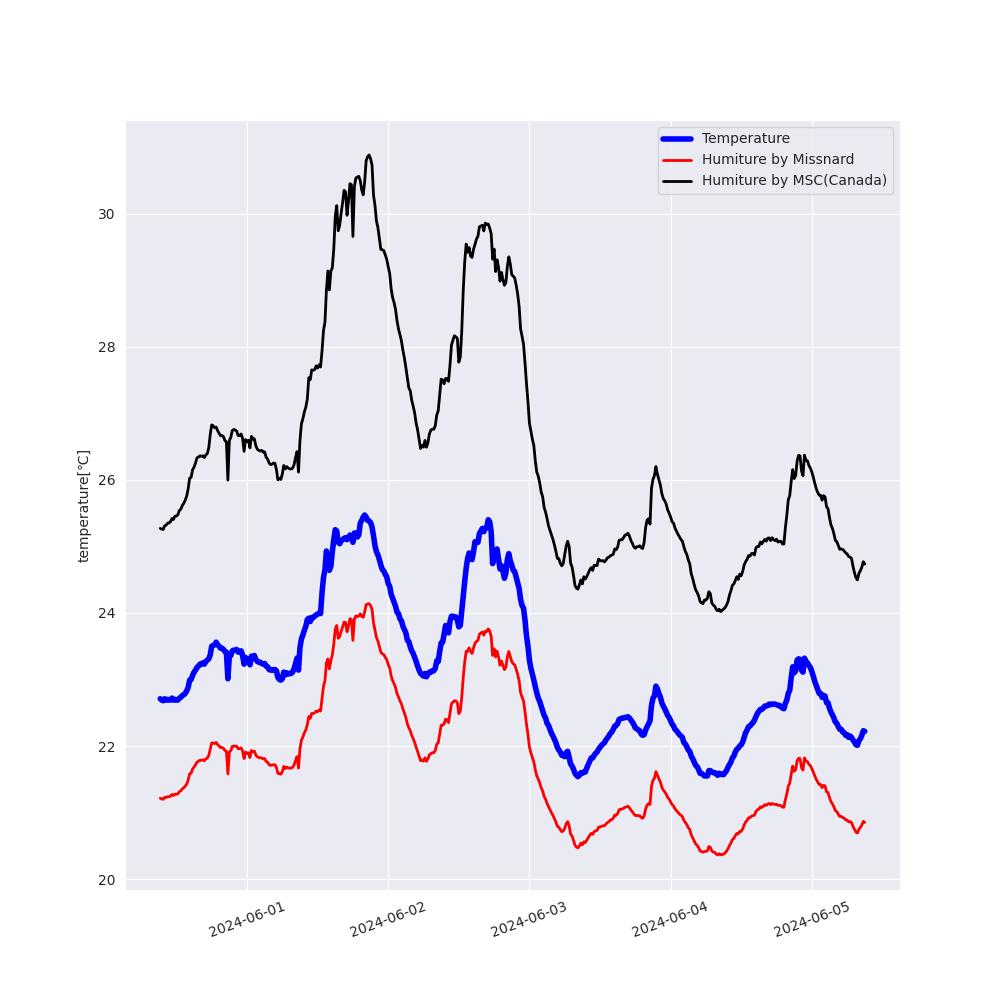 Temperature
Humiture by Missnard
Humiture by MSC(Canada)
30
28
26
24
22
20
temperature[℃]
2024-06-01
2024-06-02
2024-06-03
2024-06-04
2024-06-05